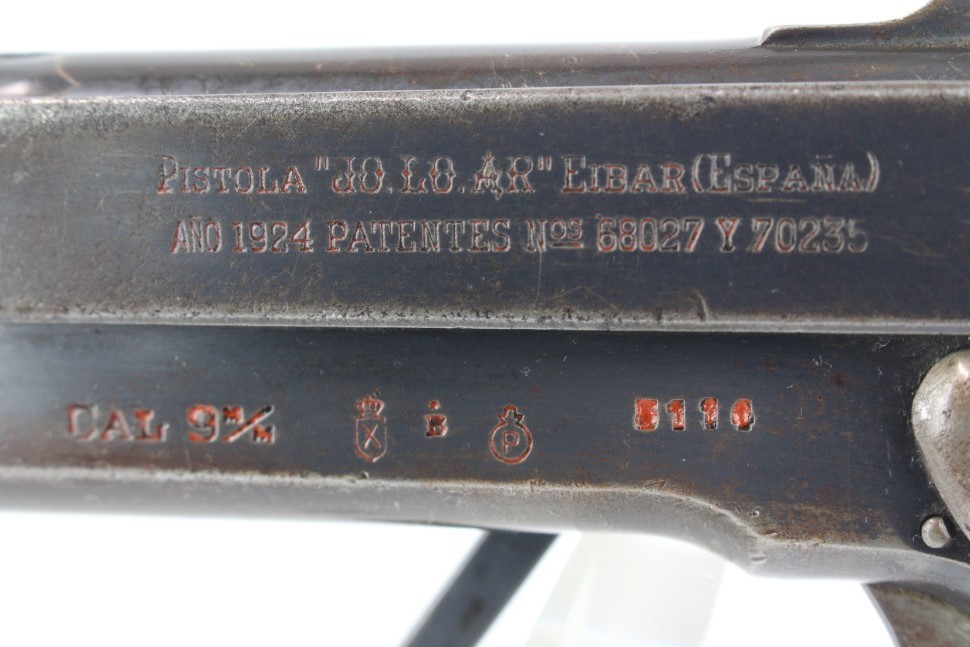 PISTOLA "JO.LO.AR" EIBAR (ESPAÑA)
AÑO 1924 PATENTES Nos 68027 Y 70235
CAL 9 m/m X B P